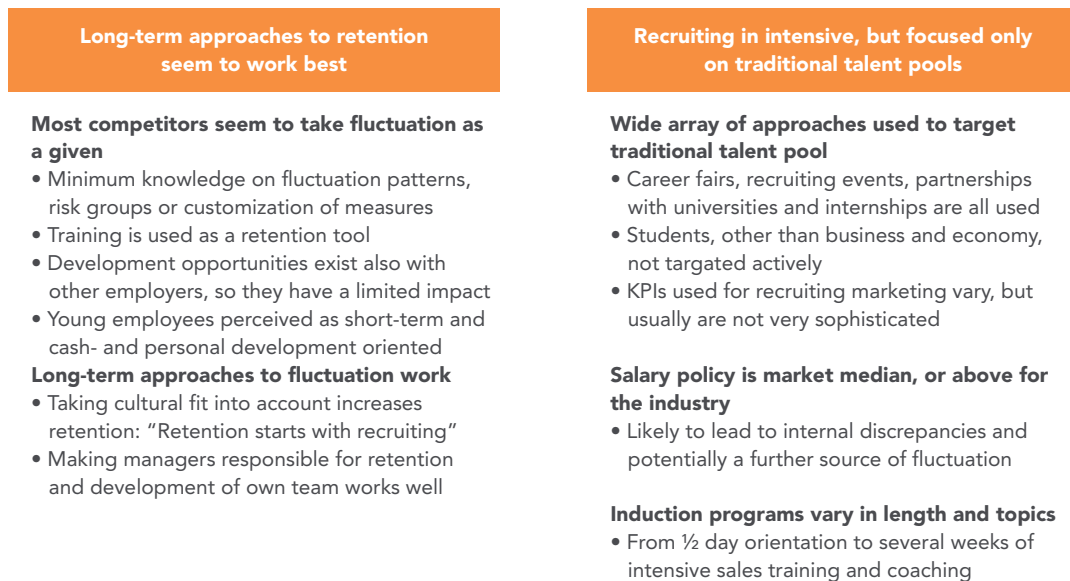 Long-term approaches to retention
seem to work best
Most competitors seem to take fluctuation as
a given
• Minimum knowledge on fluctuation patterns,
risk groups or customization of measures
• Training is used as a retention tool
• Development opportunities exist also with
other employers, so they have a limited impact
• Young employees perceived as short-term and
cash- and personal development oriented
Long-term approaches to fluctuation work
• Taking cultural fit into account increases
retention: “Retention starts with recruiting”
• Making managers responsible for retention
and development of own team works well
Recruiting in intensive, but focused only
on traditional talent pools
Wide array of approaches used to target
traditional talent pool
• Career fairs, recruiting events, partnerships
with universities and internships are all used
• Students, other than business and economy,
not targated actively
• KPIs used for recruiting marketing vary, but
usually are not very sophisticated
Salary policy is market median, or above for
the industry
• Likely to lead to internal discrepancies and
potentially a further source of fluctuation
Induction programs vary in length and topics
• From ½ day orientation to several weeks of
intensive sales training and coaching